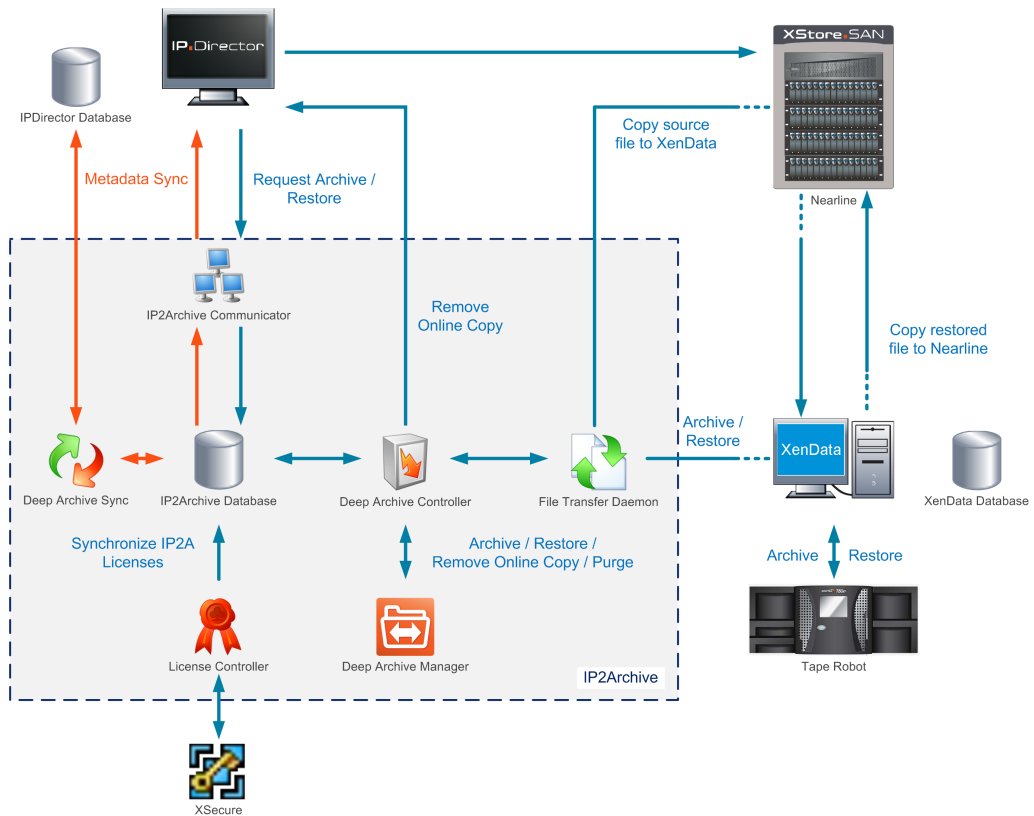 IP.Director
XStore.SAN
IPDirector Database
Copy source
file to XenData
Metadata Sync
Request Archive /
Restore
Nearline
IP2Archive Communicator
Remove
Online Copy
Copy restored
file to Nearline
Archive /
Restore
XenData
Deep Archive Sync
IP2Archive Database
Deep Archive Controller
File Transfer Daemon
XenData Database
Synchronize IP2A
Licenses
Archive / Restore /
Remove Online Copy / Purge
Archive
Restore
License Controller
Deep Archive Manager
IP2Archive
Tape Robot
XSecure